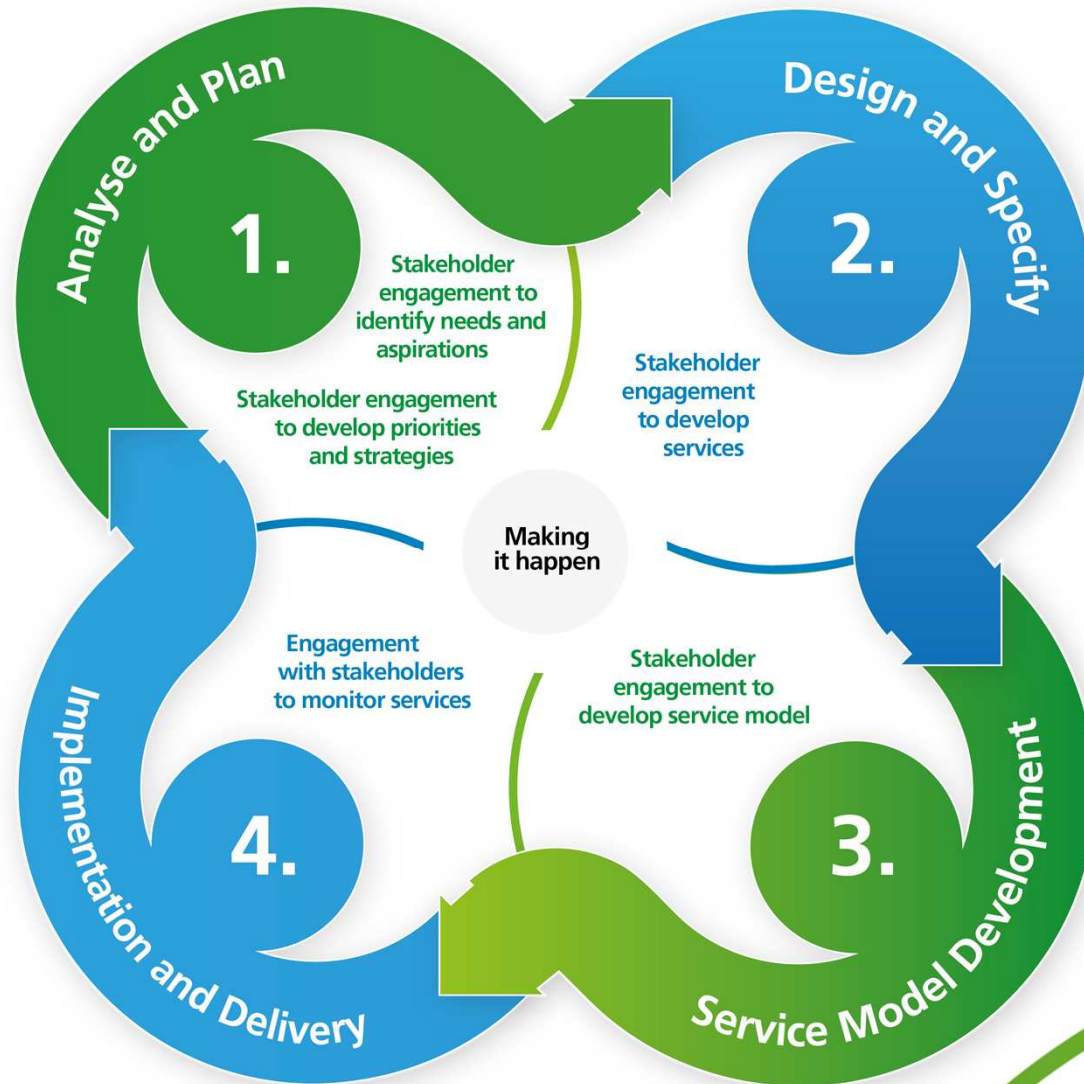 Analyse and Plan
1.
Stakeholder
engagement to
identify needs and
aspirations
Stakeholder engagement
to develop priorities
and strategies
Design and Specify
2.
Stakeholder
engagement
to develop
services
Making
it happen
Stakeholder
engagement to
develop service model
3.
Service Model Development
Engagement
with stakeholders
to monitor services
4.
Implementation and Delivery